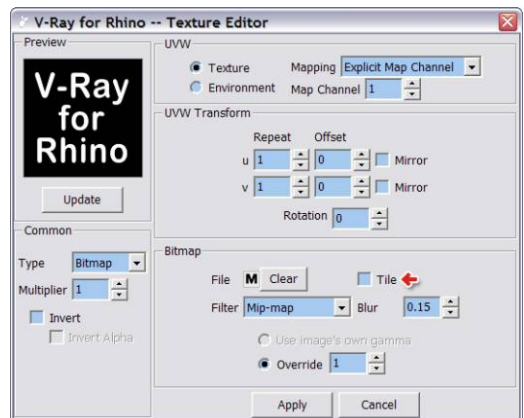 V-Ray for Rhino -- Texture Editor
Preview
V-Ray
for
Rhino
Update
Common
Type Bitmap
Multiplier 1
Invert
Invert Alpha
UVW
Texture Mapping Explicit Map Channel
Environment Map Channel 1
UVW Transform
Repeat Offset
u 1 0 Mirror
v 1 0 Mirror
Rotation 0
Bitmap
File M Clear Tile
Filter Mip-map Blur 0.15
Use image's own gamma
Override 1
Apply Cancel